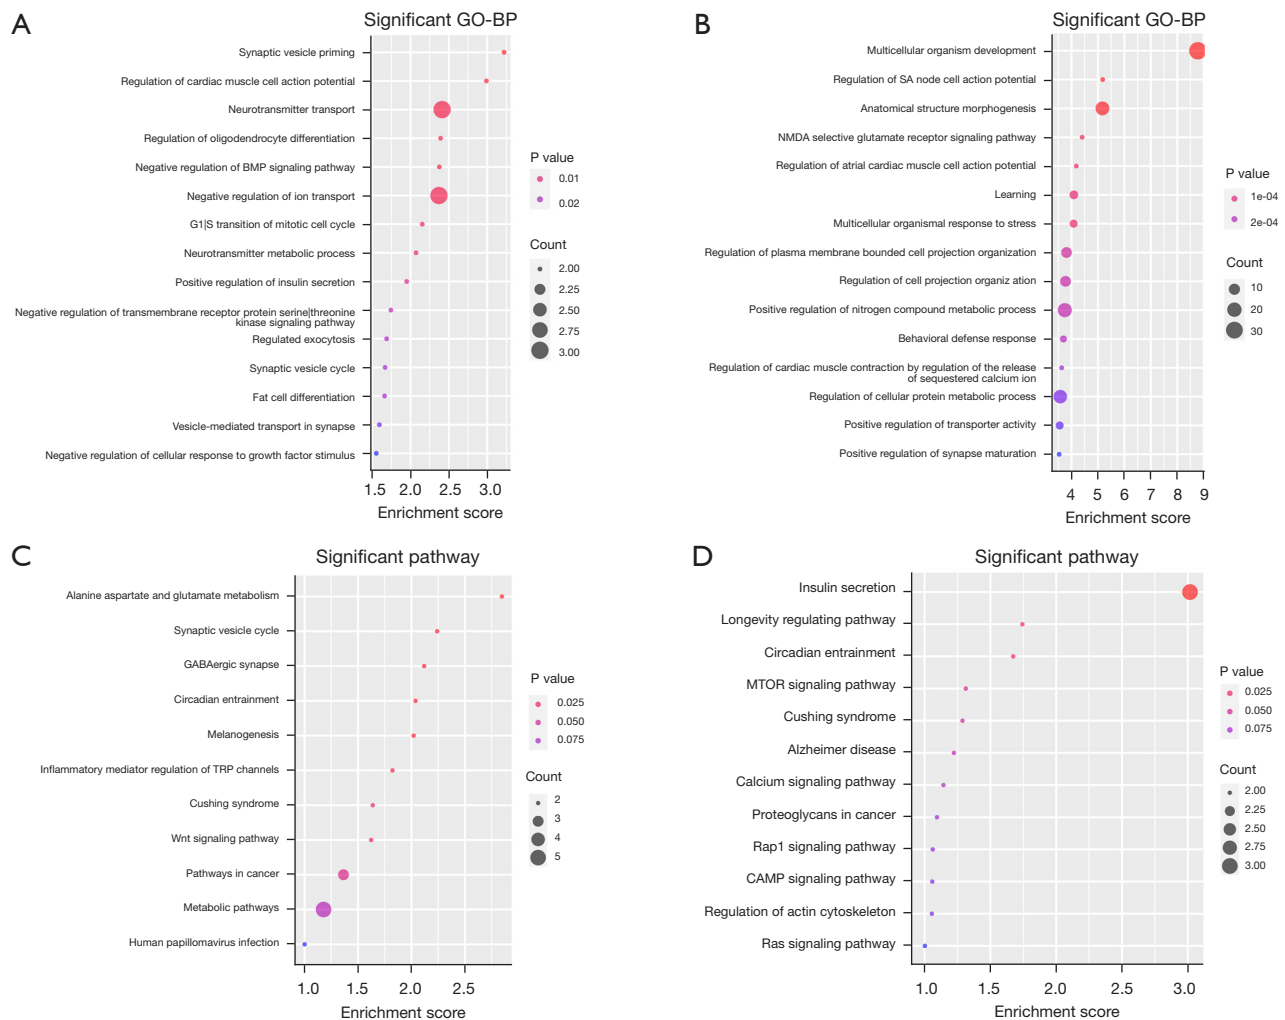 A
Significant GO-BP
Synaptic vesicle priming
Regulation of cardiac muscle cell action potential
Neurotransmitter transport
Regulation of oligodendrocyte differentiation
Negative regulation of BMP signaling pathway
Negative regulation of ion transport
G1|S transition of mitotic cell cycle
Neurotransmitter metabolic process
Positive regulation of insulin secretion
Negative regulation of transmembrane receptor protein serine|threonine
kinase signaling pathway
Regulated exocytosis
Synaptic vesicle cycle
Fat cell differentiation
Vesicle-mediated transport in synapse
Negative regulation of cellular response to growth factor stimulus
1.5 2.0 2.5 3.0
Enrichment score
P value
0.01
0.02
Count
2.00
2.25
2.50
2.75
3.00
B
Significant GO-BP
Multicellular organism development
Regulation of SA node cell action potential
Anatomical structure morphogenesis
NMDA selective glutamate receptor signaling pathway
Regulation of atrial cardiac muscle cell action potential
Learning
Multicellular organismal response to stress
Regulation of plasma membrane bounded cell projection organization
Regulation of cell projection organiz ation
Positive regulation of nitrogen compound metabolic process
Behavioral defense response
Regulation of cardiac muscle contraction by regulation of the release
of sequestered calcium ion
Regulation of cellular protein metabolic process
Positive regulation of transporter activity
Positive regulation of synapse maturation
4 5 6 7 8 9
Enrichment score
P value
1e-04
2e-04
Count
10
20
30
C
Significant pathway
Alanine aspartate and glutamate metabolism
Synaptic vesicle cycle
GABAergic synapse
Circadian entrainment
Melanogenesis
Inflammatory mediator regulation of TRP channels
Cushing syndrome
Wnt signaling pathway
Pathways in cancer
Metabolic pathways
Human papillomavirus infection
1.0 1.5 2.0 2.5
Enrichment score
P value
0.025
0.050
0.075
Count
2
3
4
5
D
Significant pathway
Insulin secretion
Longevity regulating pathway
Circadian entrainment
MTOR signaling pathway
Cushing syndrome
Alzheimer disease
Calcium signaling pathway
Proteoglycans in cancer
Rap1 signaling pathway
CAMP signaling pathway
Regulation of actin cytoskeleton
Ras signaling pathway
1.0 1.5 2.0 2.5 3.0
Enrichment score
P value
0.025
0.050
0.075
Count
2.00
2.25
2.50
2.75
3.00